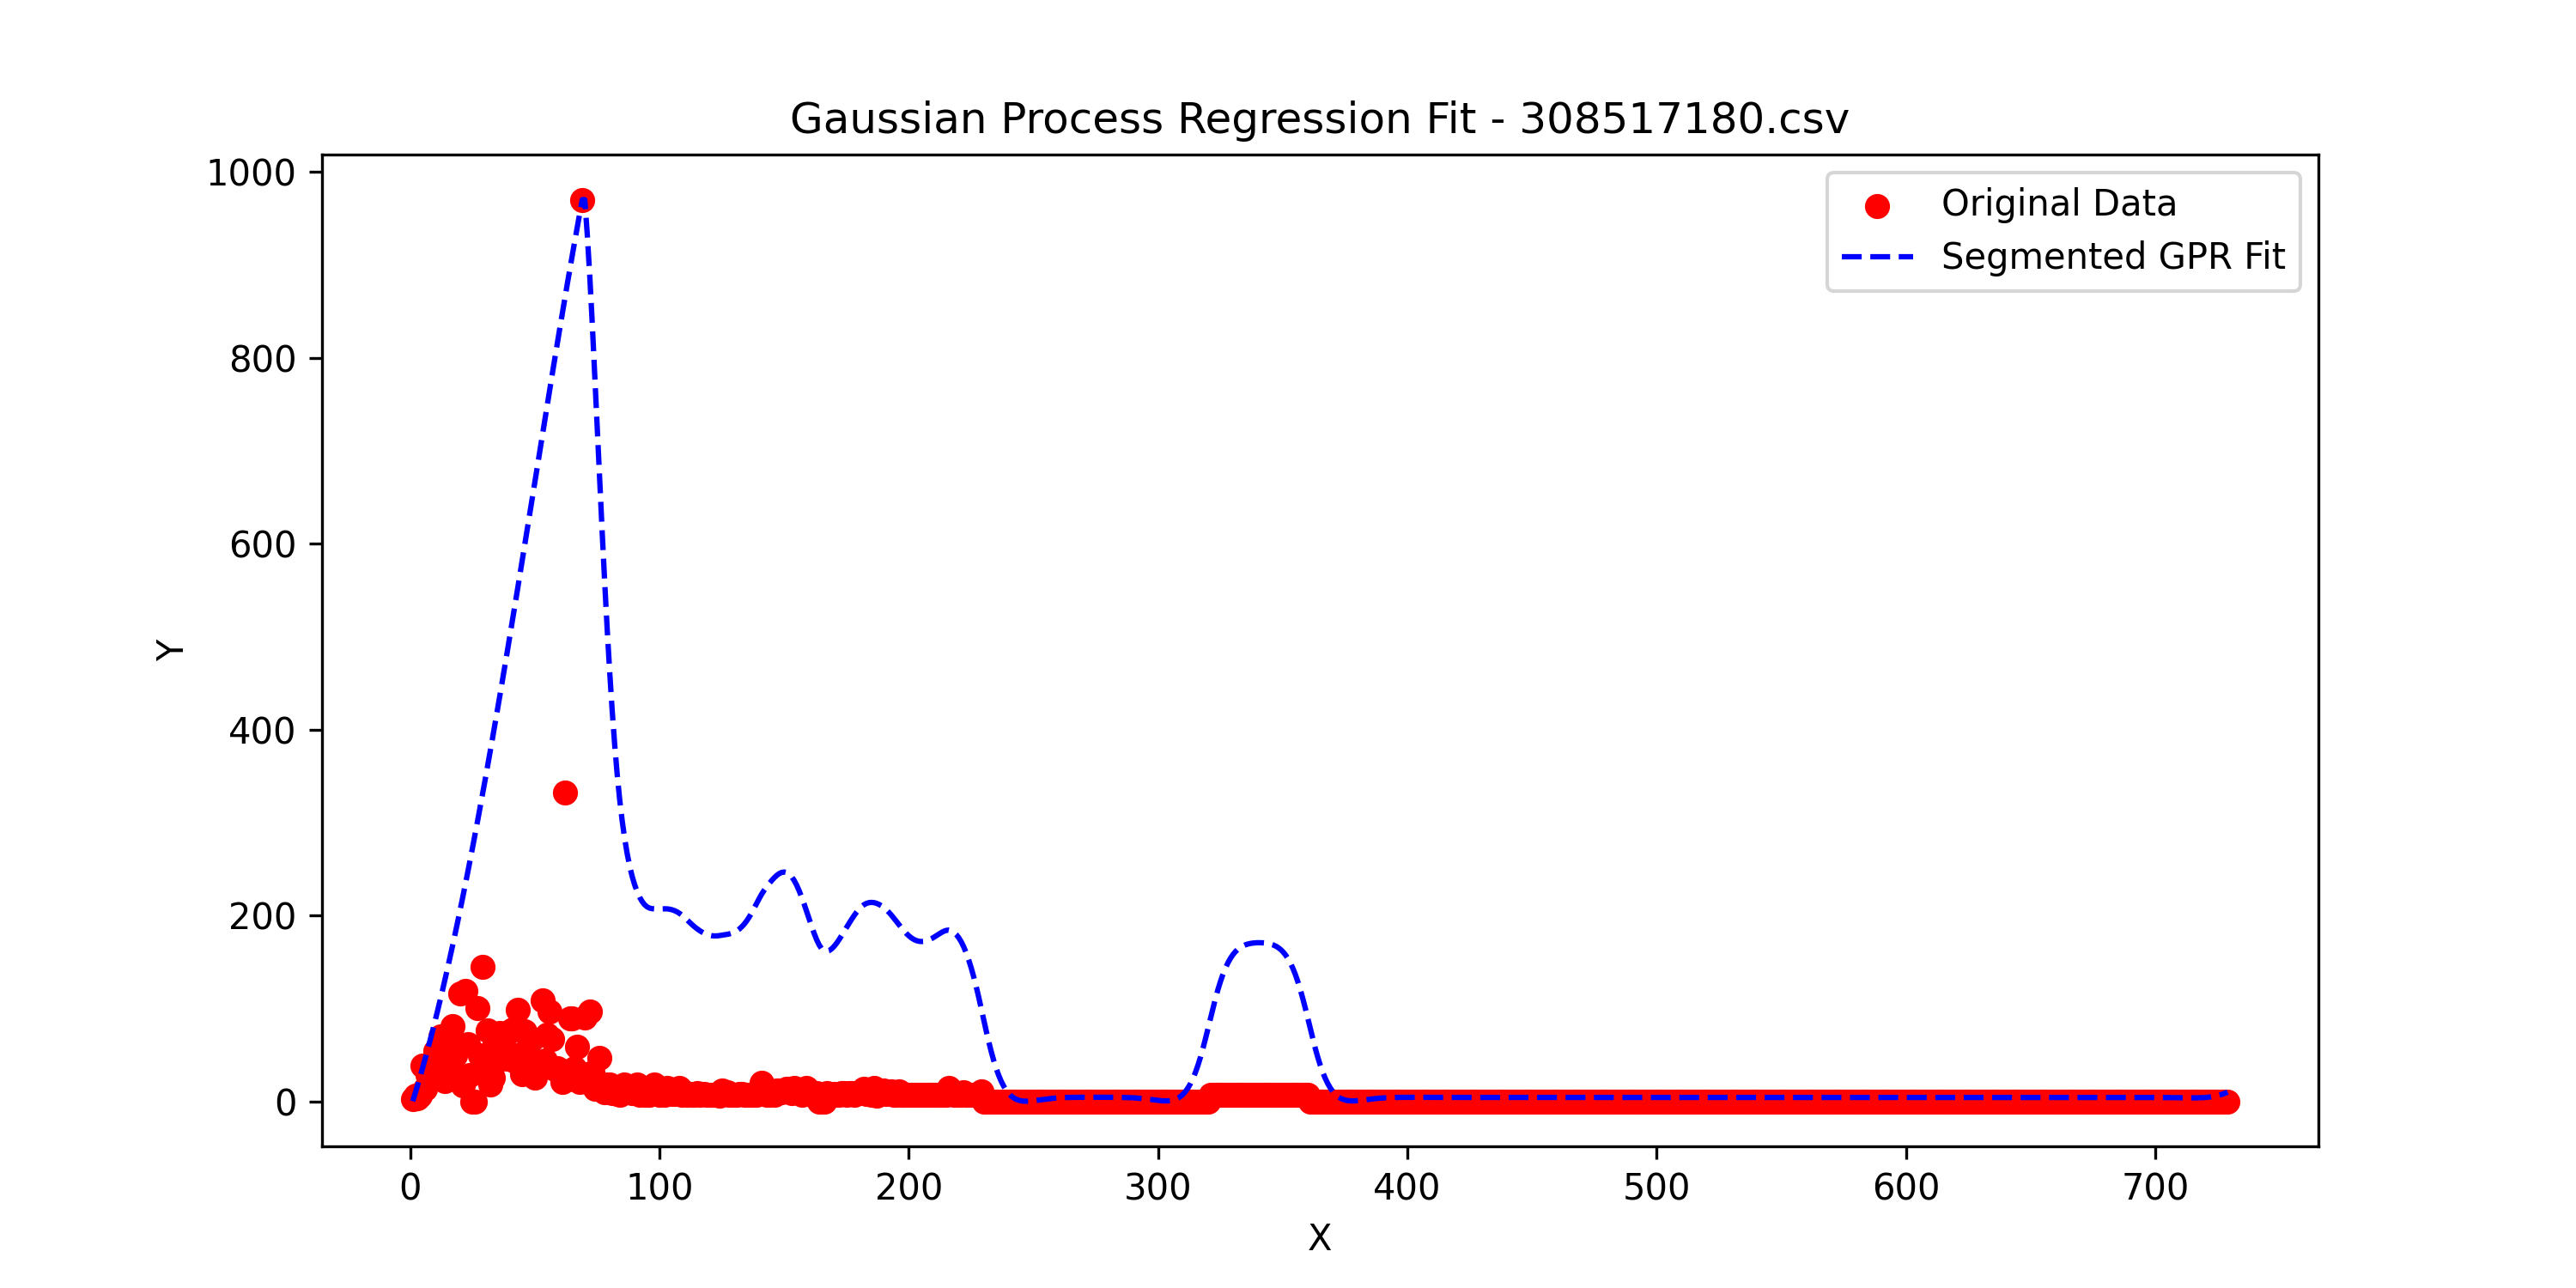 Gaussian Process Regression Fit - 308517180.csv
Original Data
Segmented GPR Fit
1000
800
600
400
200
0
Y
0 100 200 300 400 500 600 700
X